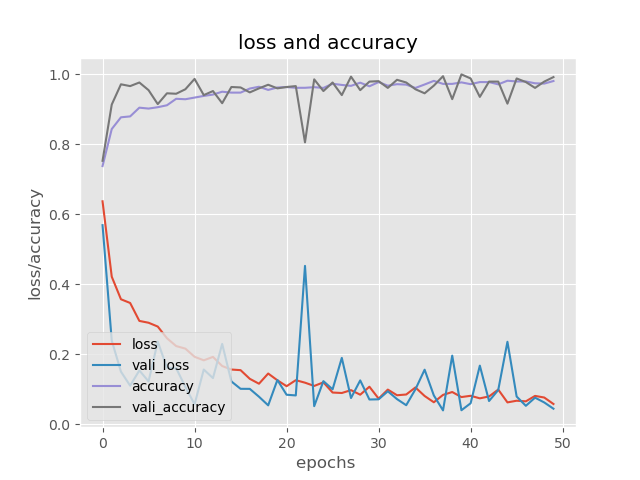 loss and accuracy
loss/accuracy
1.0
0.8
0.6
0.4
0.2
0.0
loss
vali_loss
accuracy
vali_accuracy
0 10 20 30 40 50
epochs